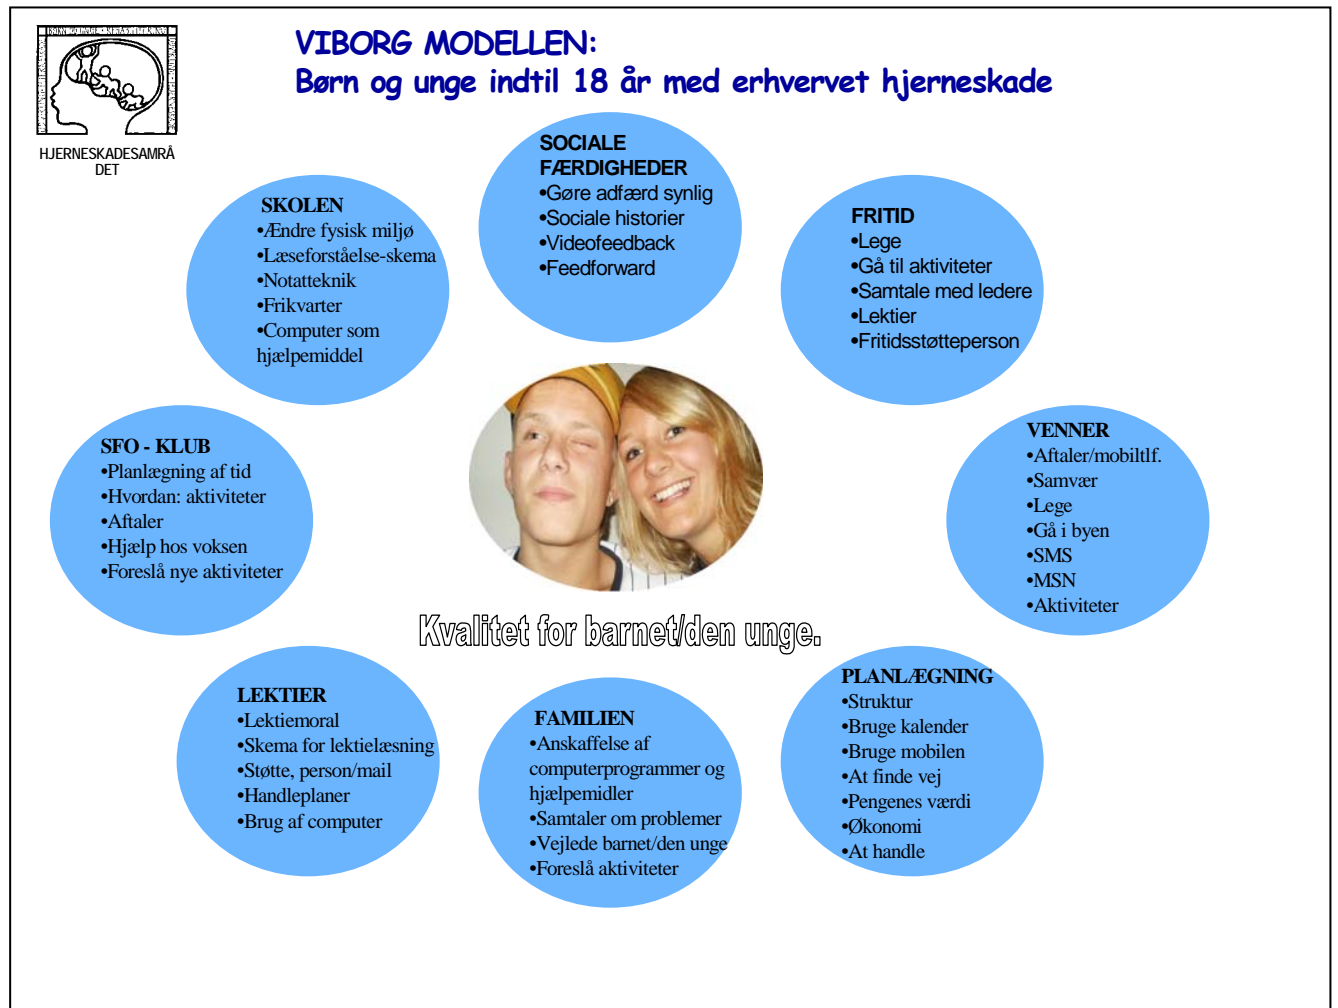 VIBORG MODELLEN:
Børn og unge indtil 18 år med erhvervet hjerneskade
HJERNESKADESAMRÅ
DET
SOCIALE
FÆRDIGHEDER
•Gøre adfærd synlig
•Sociale historier
•Videofeedback
•Feedforward
SKOLEN
•Ændre fysisk miljø
•Læseforståelse-skema
•Notatteknik
•Frikvarter
•Computer som
hjælpemiddel
FRITID
•Lege
•Gå til aktiviteter
•Samtale med ledere
•Lektier
•Fritidsstøtteperson
SFO - KLUB
•Planlægning af tid
•Hvordan: aktiviteter
•Aftaler
•Hjælp hos voksen
•Foreslå nye aktiviteter
VENNER
•Aftaler/mobiltlf.
•Samvær
•Lege
•Gå i byen
•SMS
•MSN
•Aktiviteter
Kvalitet for barnet/den unge.
LEKTIER
•Lektiemoral
•Skema for lektielæsning
•Støtte, person/mail
•Handleplaner
•Brug af computer
FAMILIEN
•Anskaffelse af
computerprogrammer og
hjælpemidler
•Samtaler om problemer
•Vejlede barnet/den unge
•Foreslå aktiviteter
PLANLÆGNING
•Struktur
•Bruge kalender
•Bruge mobilen
•At finde vej
•Pengenes værdi
•Økonomi
•At handle